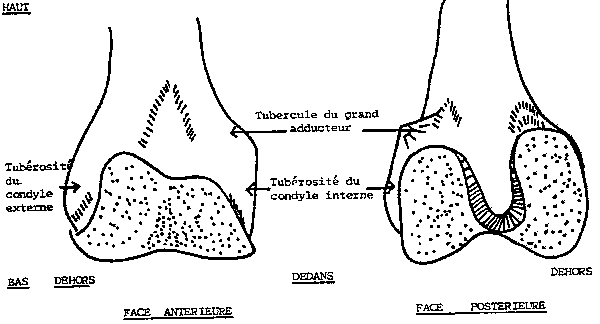 HAUT
Tubercule du grand
adducteur
Tubérosité
du
condyle
externe
Tubérosité du
condyle interne
BAS DEHORS
DEDANS
DEHORS
FACE ANTERIEURE
FACE POSTERIEURE